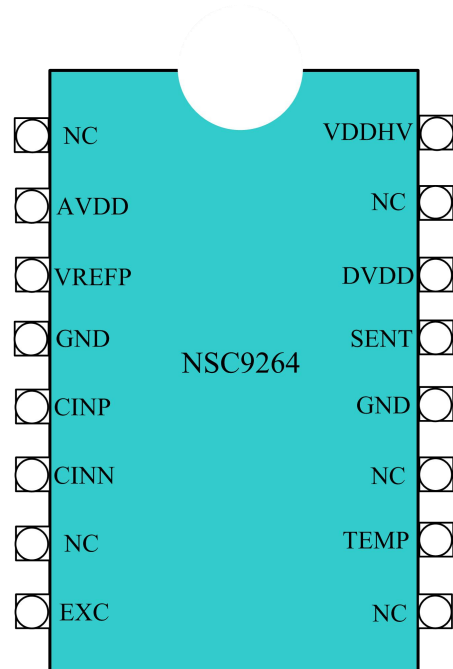 NC
VDDHV
AVDD
NC
VREFP
DVDD
GND
SENT
NSC9264
CINP
GND
CINN
NC
NC
TEMP
EXC
NC